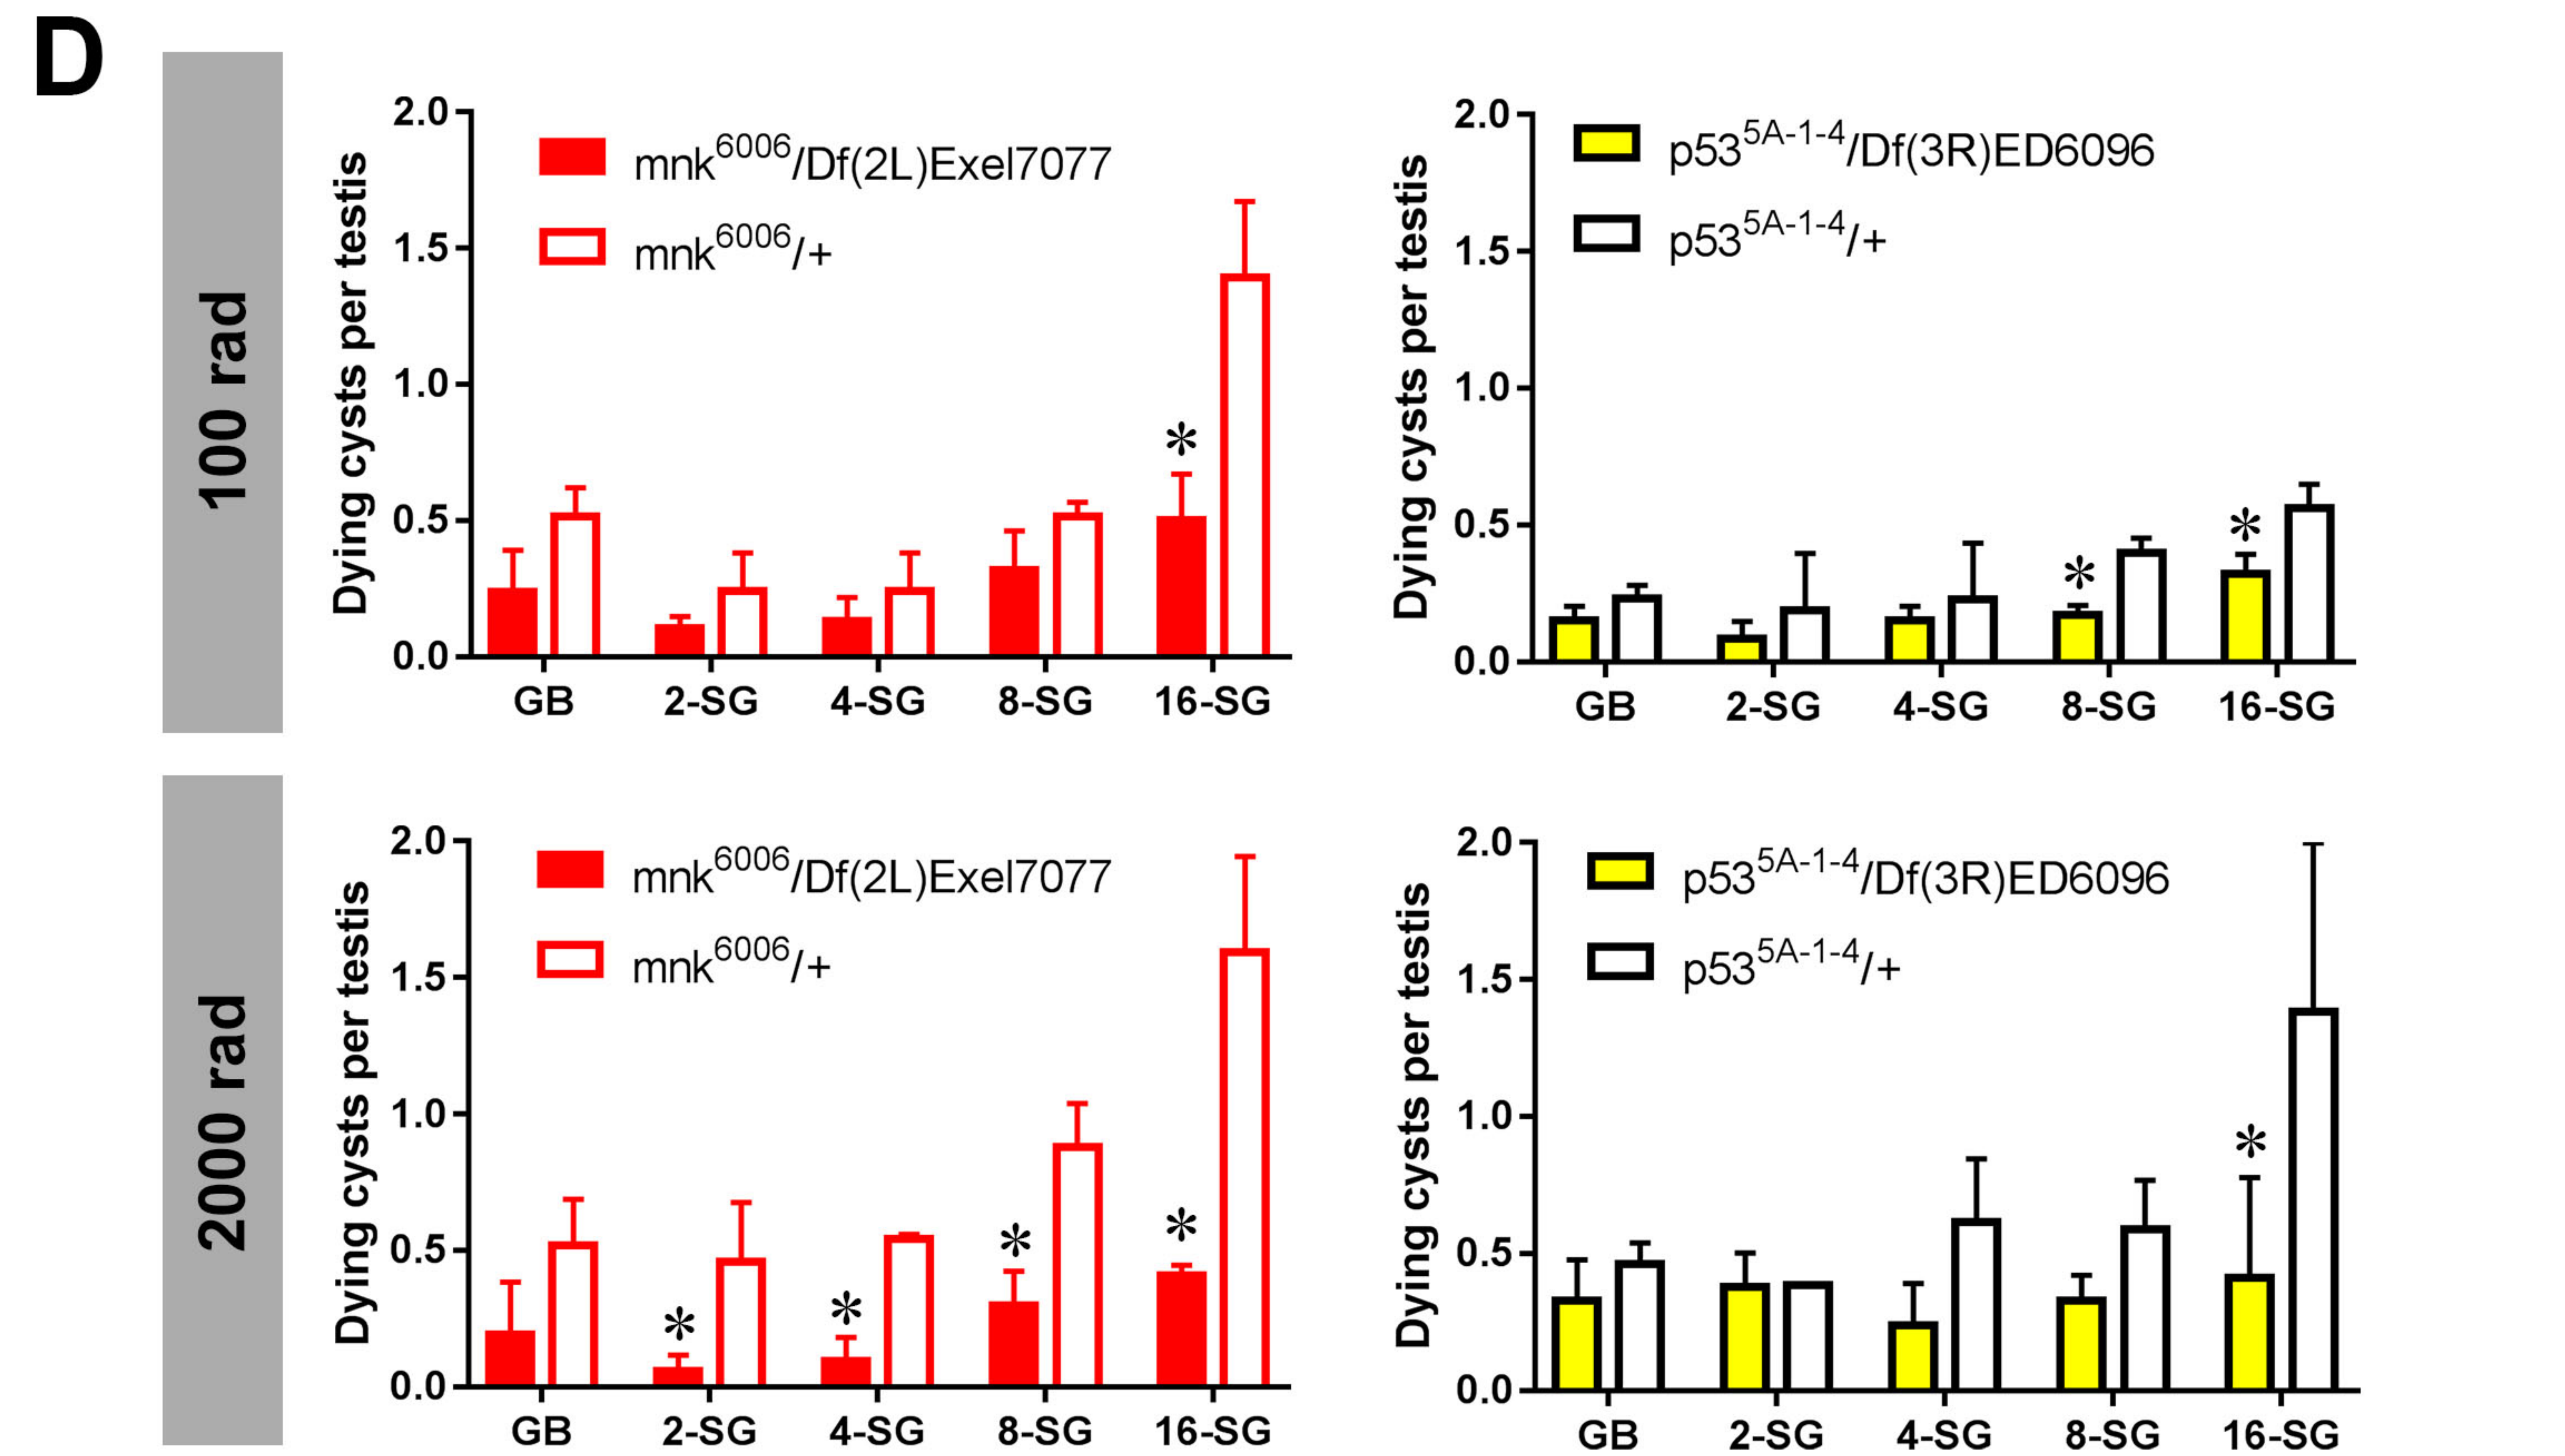 D
100 rad
Dying cysts per testis
2.0
1.5
1.0
0.5
0.0
mnk6006/Df(2L)Exel7077
mnk6006/+
*
GB 2-SG 4-SG 8-SG 16-SG
Dying cysts per testis
2.0
1.5
1.0
0.5
0.0
p535A-1-4/Df(3R)ED6096
p535A-1-4/+
* *
GB 2-SG 4-SG 8-SG 16-SG
2000 rad
Dying cysts per testis
2.0
1.5
1.0
0.5
0.0
mnk6006/Df(2L)Exel7077
mnk6006/+
* * * *
GB 2-SG 4-SG 8-SG 16-SG
Dying cysts per testis
2.0
1.5
1.0
0.5
0.0
p535A-1-4/Df(3R)ED6096
p535A-1-4/+
*
GB 2-SG 4-SG 8-SG 16-SG